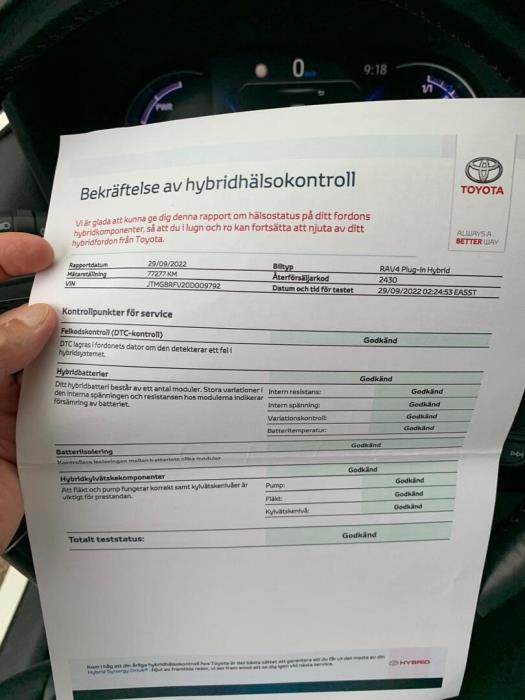 0
9:18
PWR
1/1
Bekräftelse av hybridhälsokontroll
TOYOTA
ALWAYS A
BETTER WAY
Vi är glada att kunna ge dig denna rapport om hälsostatus på ditt fordons
hybridkomponenter, så att du i lugn och ro kan fortsätta att njuta av ditt
hybridfordon från Toyota.
Rapportdatum 29/09/2022 Biltyp RAV4 Plug-in Hybrid
Mätarställning 77277 KM Återförsäljarkod 2430
VIN JTMGBRFV20D009792 Datum och tid för testet 29/09/2022 02:24:53 EASST
Kontrollpunkter för service
Felkodskontroll (DTC-kontroll) Godkänd
DTC lagras i fordonets dator om den detekterar ett fel i
hybridsystemet.
Hybridbatterier Godkänd
Ditt hybridbatteri består av ett antal moduler. Stora variationer i
den interna spänningen och resistansen hos modulerna indikerar
försämring av batteriet.
Intern resistans: Godkänd
Intern spänning: Godkänd
Variationskontroll: Godkänd
Batteritemperatur: Godkänd
Batteriisolering Godkänd
Hybridkylvätskekomponenter Godkänd
Att fläkt och pump fungerar korrekt samt kylvätskenivåer är
viktigt för prestandan.
Pump: Godkänd
Fläkt: Godkänd
Kylvätskenivå: Godkänd
Totalt teststatus: Godkänd
HYBRID